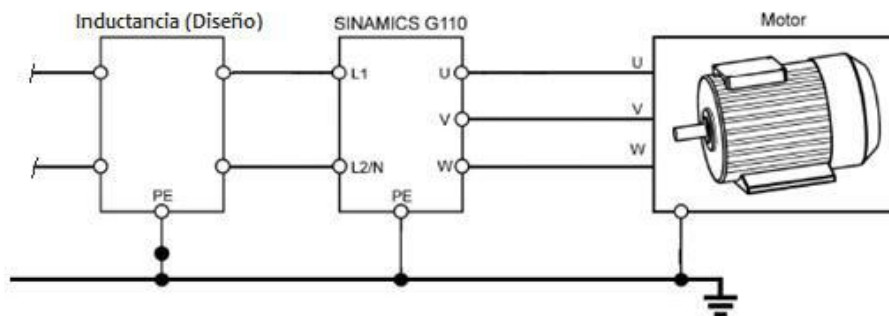 Inductancia (Diseño)
SINAMICS G110
Motor
L1
U
U
V
V
L2/N
W
W
PE
PE